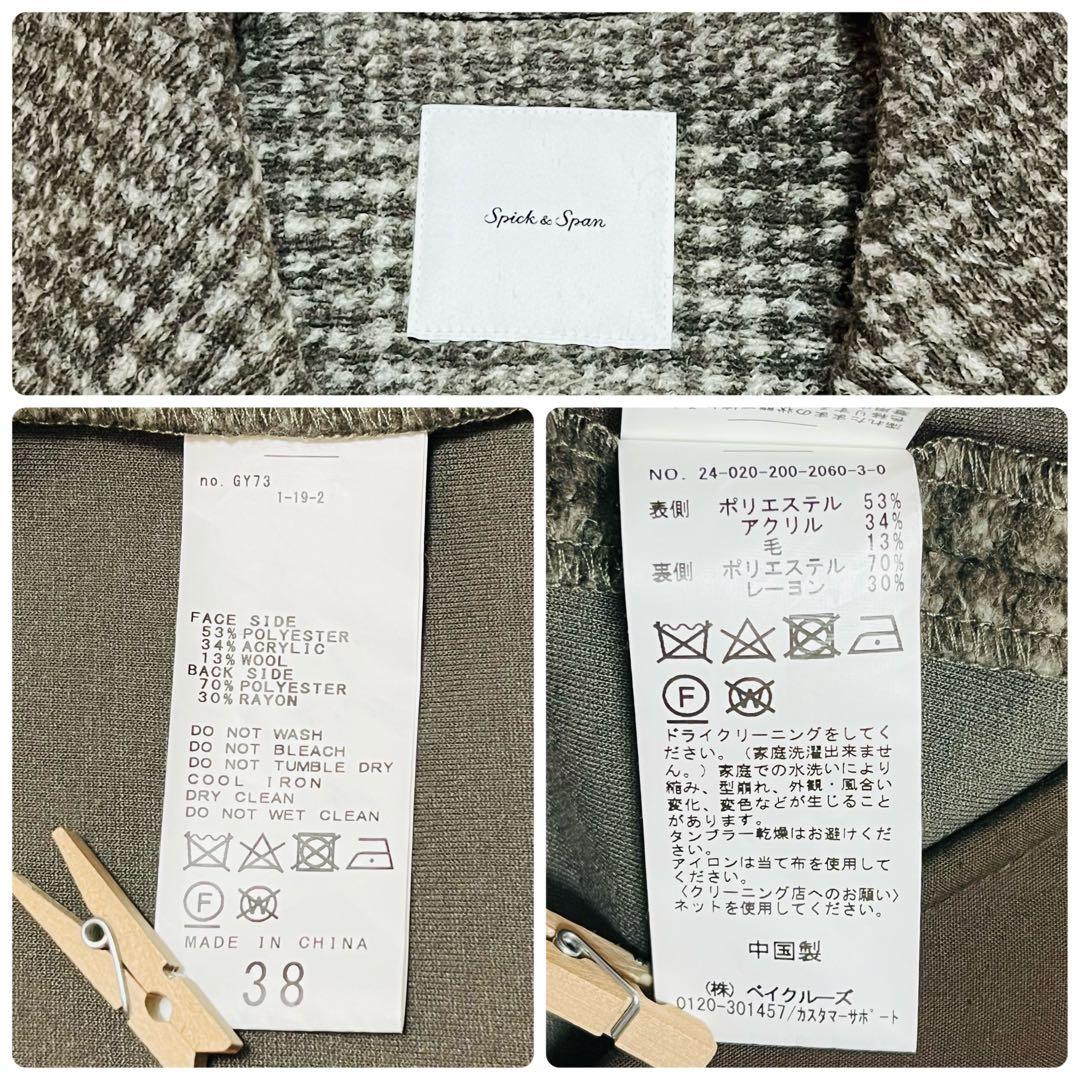 Spick & Span
no. GY73
1-19-2
FACE SIDE
53% POLYESTER
34% ACRYLIC
13% WOOL
BACK SIDE
70% POLYESTER
30% RAYON
DO NOT WASH
DO NOT BLEACH
DO NOT TUMBLE DRY
COOL IRON
DRY CLEAN
DO NOT WET CLEAN
F
W
MADE IN CHINA
38
NO. 24-020-200-2060-3-0
表側 ポリエステル 53%
アクリル 34%
毛 13%
裏側 ポリエステル 70%
レーヨン 30%
F
W
ドライクリーニングをしてく
ださい。(家庭洗濯出来ませ
ん。)家庭での水洗いにより
縮み、型崩れ、外観・風合い
変化、変色などが生じること
があります。
タンブラー乾燥はお避けくだ
さい。
アイロンは当て布を使用して
ください。
〈クリーニング店へのお願い〉
ネットを使用してください。
中国製
(株) ベイクルーズ
0120-301457/カスタマーサポート